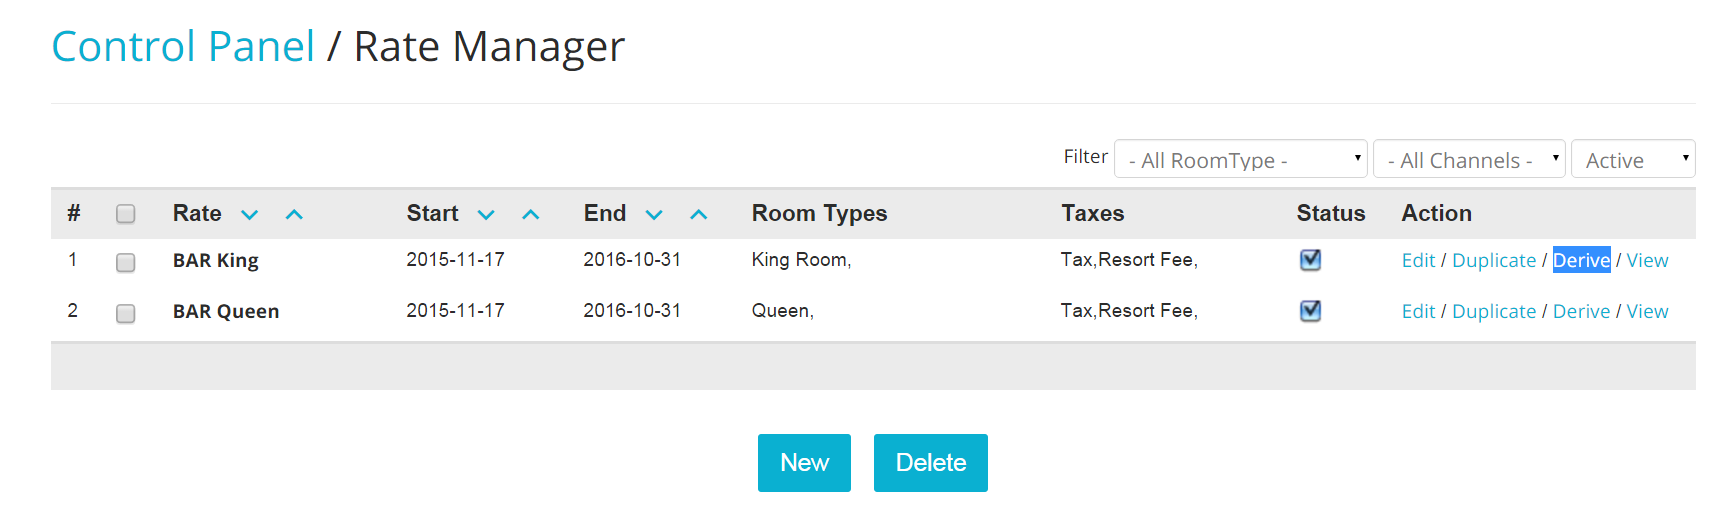 Control Panel / Rate Manager
Filter - All RoomType - - All Channels - Active
# Rate Start End Room Types Taxes Status Action
1 BAR King 2015-11-17 2016-10-31 King Room, Tax,Resort Fee, Edit / Duplicate / Derive / View
2 BAR Queen 2015-11-17 2016-10-31 Queen, Tax,Resort Fee, Edit / Duplicate / Derive / View
New Delete